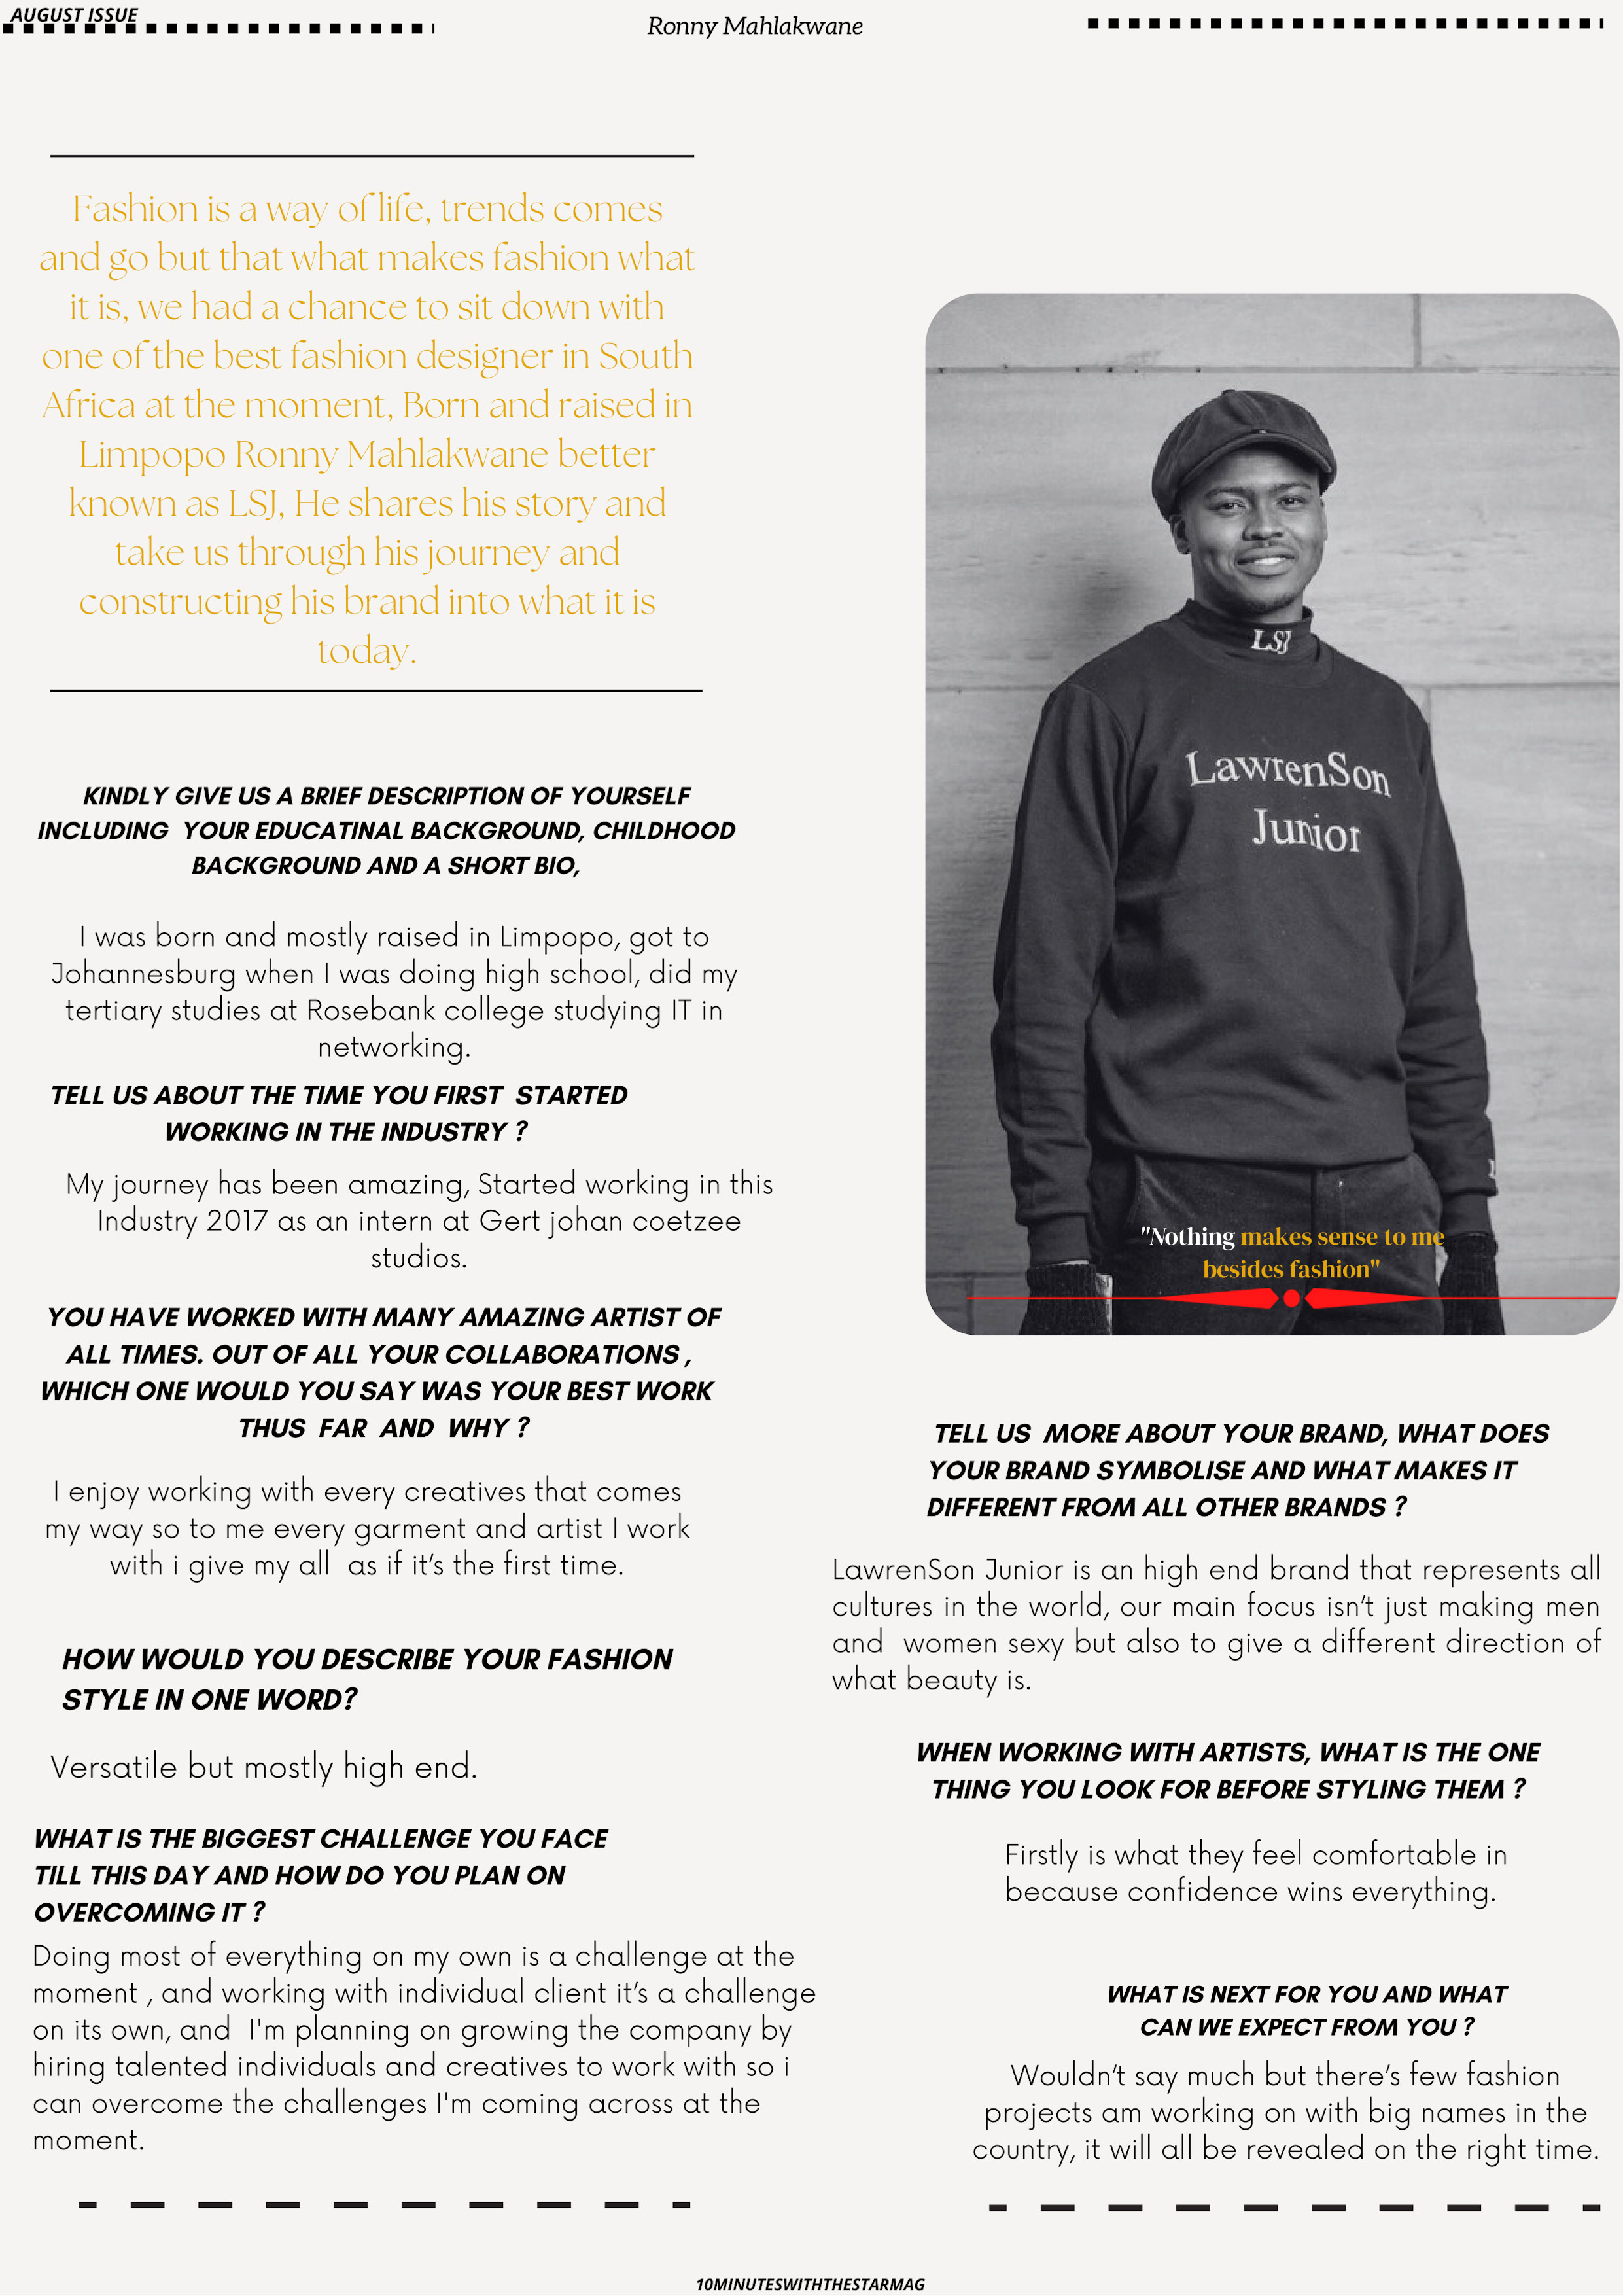 AUGUST ISSUE
Ronny Mahlakwane
Fashion is a way of life, trends comes
and go but that what makes fashion what
it is, we had a chance to sit down with
one of the best fashion designer in South
Africa at the moment, Born and raised in
Limpopo Ronny Mahlakwane better
known as LSJ, He shares his story and
take us through his journey and
constructing his brand into what it is
today.
KINDLY GIVE US A BRIEF DESCRIPTION OF YOURSELF
INCLUDING YOUR EDUCATINAL BACKGROUND, CHILDHOOD
BACKGROUND AND A SHORT BIO,
I was born and mostly raised in Limpopo, got to
Johannesburg when I was doing high school, did my
tertiary studies at Rosebank college studying IT in
networking.
TELL US ABOUT THE TIME YOU FIRST STARTED
WORKING IN THE INDUSTRY ?
My journey has been amazing, Started working in this
Industry 2017 as an intern at Gert johan coetzee
studios.
YOU HAVE WORKED WITH MANY AMAZING ARTIST OF
ALL TIMES. OUT OF ALL YOUR COLLABORATIONS ,
WHICH ONE WOULD YOU SAY WAS YOUR BEST WORK
THUS FAR AND WHY ?
I enjoy working with every creatives that comes
my way so to me every garment and artist I work
with i give my all as if it's the first time.
HOW WOULD YOU DESCRIBE YOUR FASHION
STYLE IN ONE WORD?
Versatile but mostly high end.
WHAT IS THE BIGGEST CHALLENGE YOU FACE
TILL THIS DAY AND HOW DO YOU PLAN ON
OVERCOMING IT ?
Doing most of everything on my own is a challenge at the
moment , and working with individual client it's a challenge
on its own, and I'm planning on growing the company by
hiring talented individuals and creatives to work with so i
can overcome the challenges I'm coming across at the
moment.
LSJ
LawrenSon
Junior
"Nothing makes sense to me
besides fashion"
TELL US MORE ABOUT YOUR BRAND, WHAT DOES
YOUR BRAND SYMBOLISE AND WHAT MAKES IT
DIFFERENT FROM ALL OTHER BRANDS ?
LawrenSon Junior is an high end brand that represents all
cultures in the world, our main focus isn't just making men
and women sexy but also to give a different direction of
what beauty is.
WHEN WORKING WITH ARTISTS, WHAT IS THE ONE
THING YOU LOOK FOR BEFORE STYLING THEM ?
Firstly is what they feel comfortable in
because confidence wins everything.
WHAT IS NEXT FOR YOU AND WHAT
CAN WE EXPECT FROM YOU ?
Wouldn't say much but there's few fashion
projects am working on with big names in the
country, it will all be revealed on the right time.
10MINUTESWITHTHESTARMAG